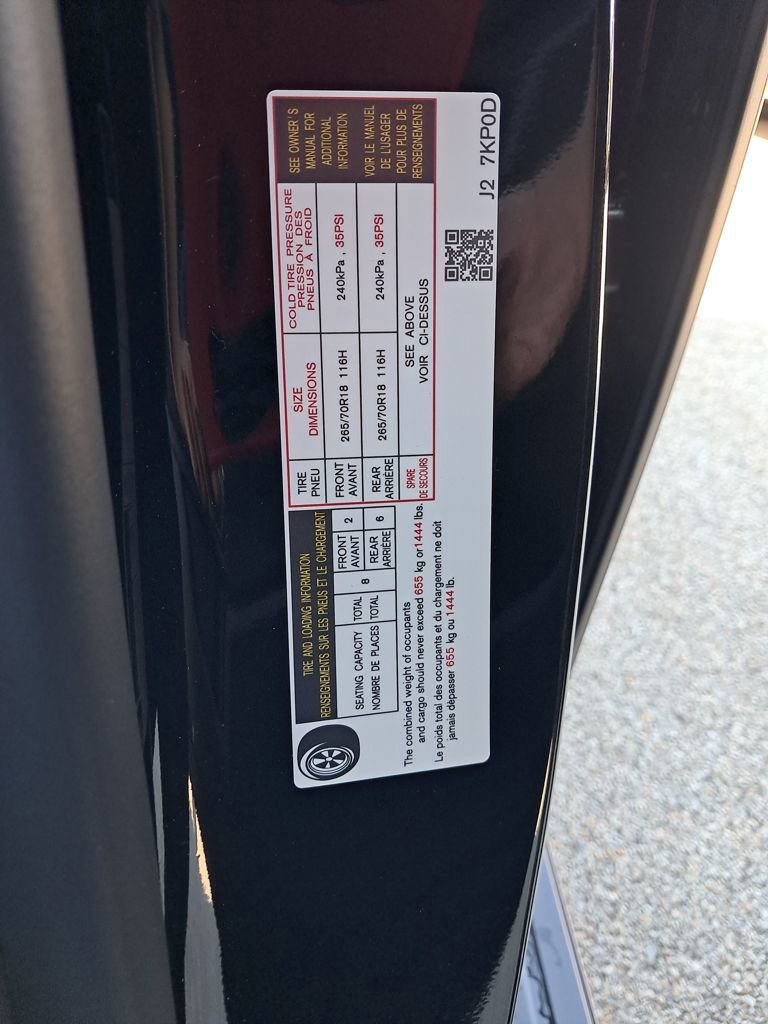 TIRE AND LOADING INFORMATION
RENSEIGNEMENTS SUR LES PNEUS ET LE CHARGEMENT
SEATING CAPACITY
NOMBRE DE PLACES
TOTAL
TOTAL
8
FRONT
AVANT
2
REAR
ARRIÈRE
6
The combined weight of occupants
and cargo should never exceed 655 kg or 1444 lbs.
Le poids total des occupants et du chargement ne doit
jamais dépasser 655 kg ou 1444 lb.
TIRE
PNEU
SIZE
DIMENSIONS
COLD TIRE PRESSURE
PRESSION DES
PNEUS À FROID
FRONT
AVANT
265/70R18 116H
240kPa , 35PSI
REAR
ARRIÈRE
265/70R18 116H
240kPa , 35PSI
SPARE
DE SECOURS
SEE ABOVE
VOIR CI-DESSUS
SEE OWNER'S
MANUAL FOR
ADDITIONAL
INFORMATION
VOIR LE MANUEL
DE L'USAGER
POUR PLUS DE
RENSEIGNEMENTS
J2 7KP0D